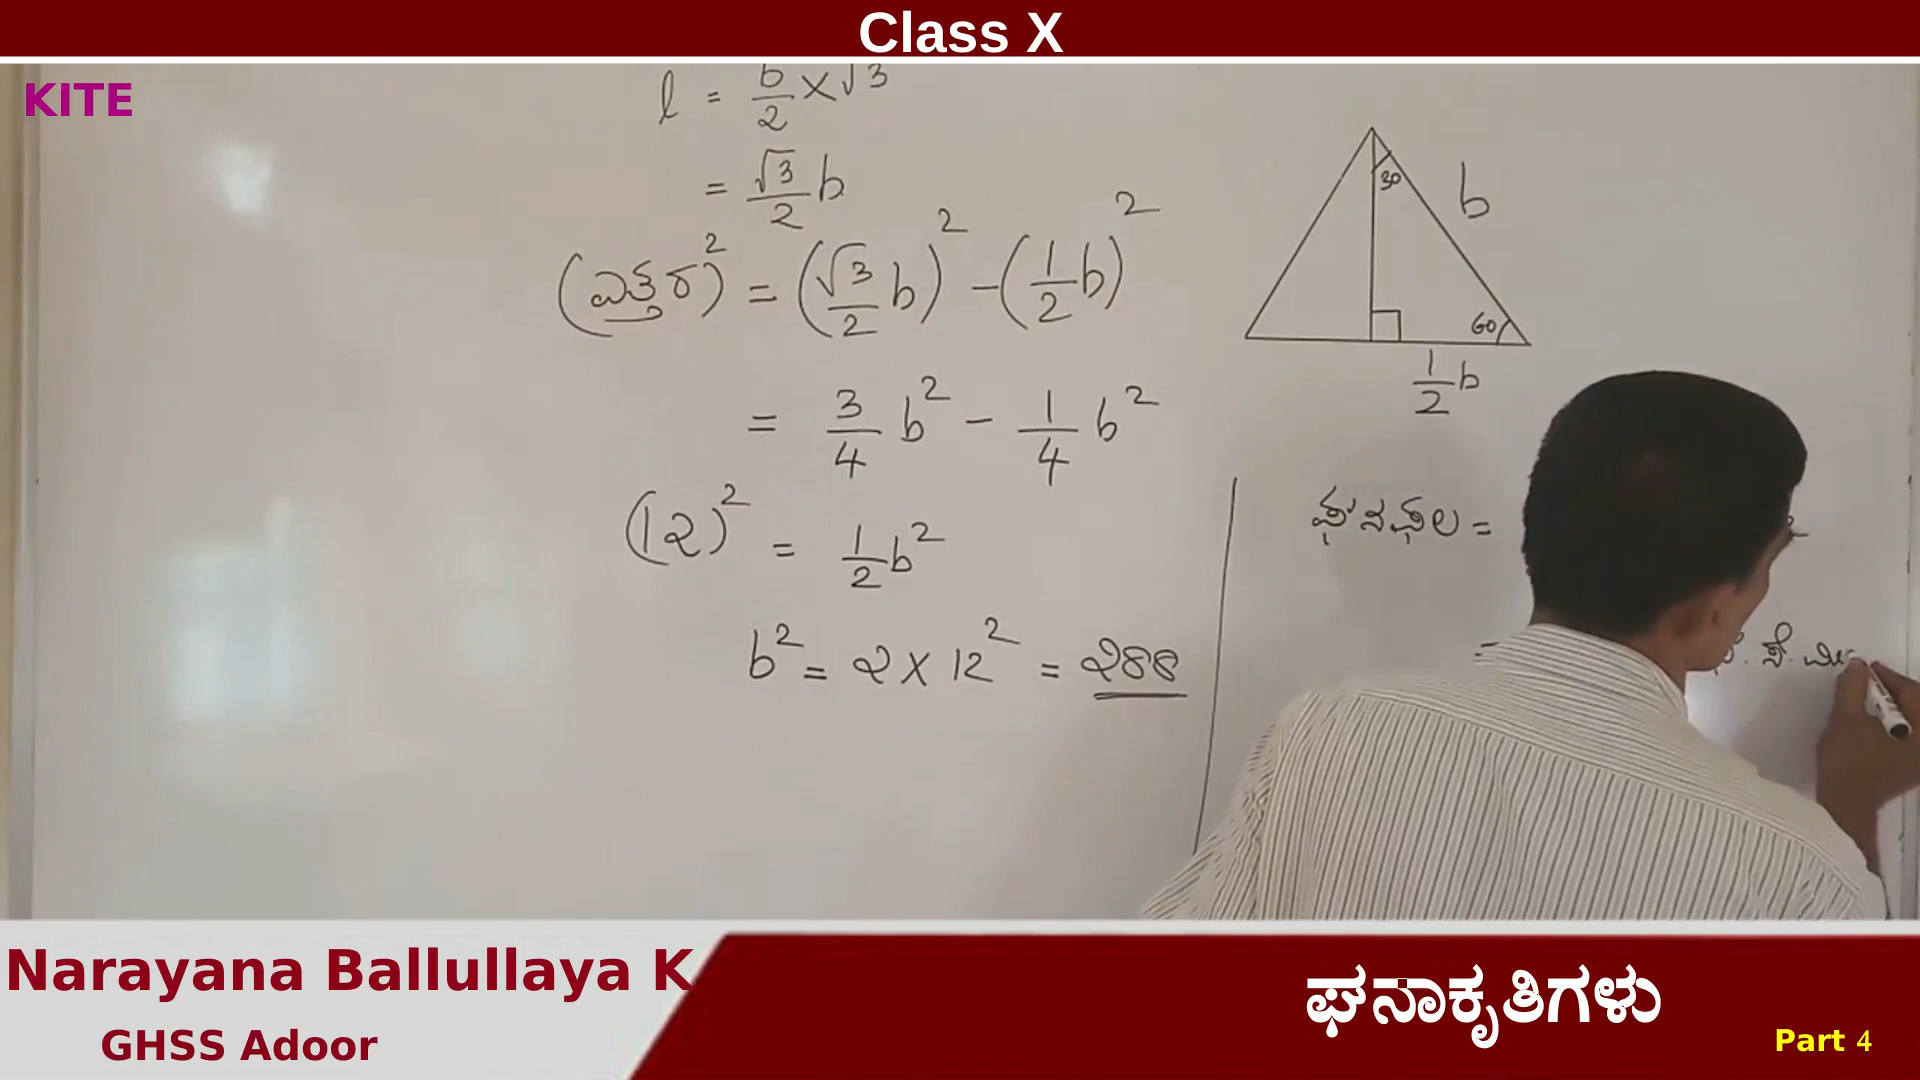 Class X
KITE
l = b/2 × √3
= √3/2 b
(ಎತ್ತರ)² = (√3/2 b)² - (1/2 b)²
= 3/4 b² - 1/4 b²
(12)² = 1/2 b²
b² = 2 × 12² = 288
30
b
60
1/2 b
ಘನಫಲ =
=
. ಸೆ. ಮೀ
Narayana Ballullaya K
GHSS Adoor
ಘನಾಕೃತಿಗಳು
Part 4